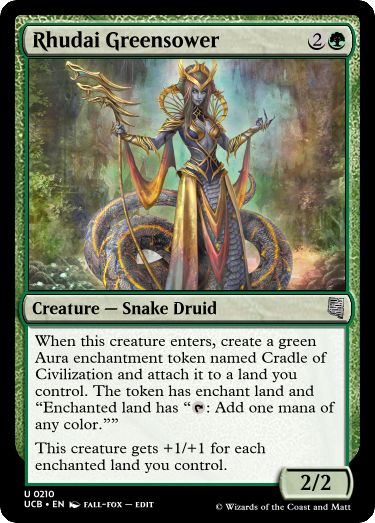 Rhudai Greensower 2
Creature — Snake Druid
When this creature enters, create a green
Aura enchantment token named Cradle of
Civilization and attach it to a land you
control. The token has enchant land and
“Enchanted land has “: Add one mana of
any color.””
This creature gets +1/+1 for each
enchanted land you control.
2/2
U 0210
UCB • EN FALL-FOX — EDIT
© Wizards of the Coast and Matt